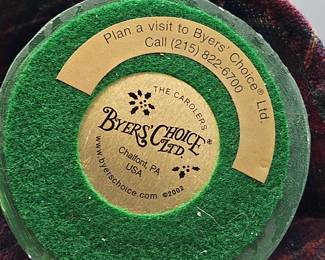 Plan a visit to Byers' Choice® Ltd.
Call (215) 822-6700
THE CAROLERS
BYERS' CHOICE®
LTD.
Chalfont, PA
USA
www.byerschoice.com ©2002